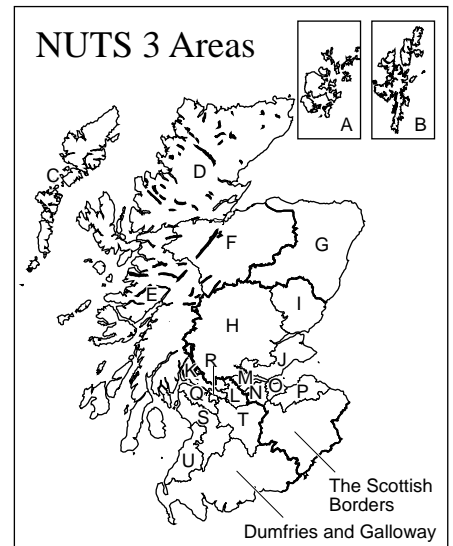 NUTS 3 Areas
A
B
C
D
F
G
E
I
H
J
R
K
M
O
Q
L
N
P
S
T
U
The Scottish
Borders
Dumfries and Galloway